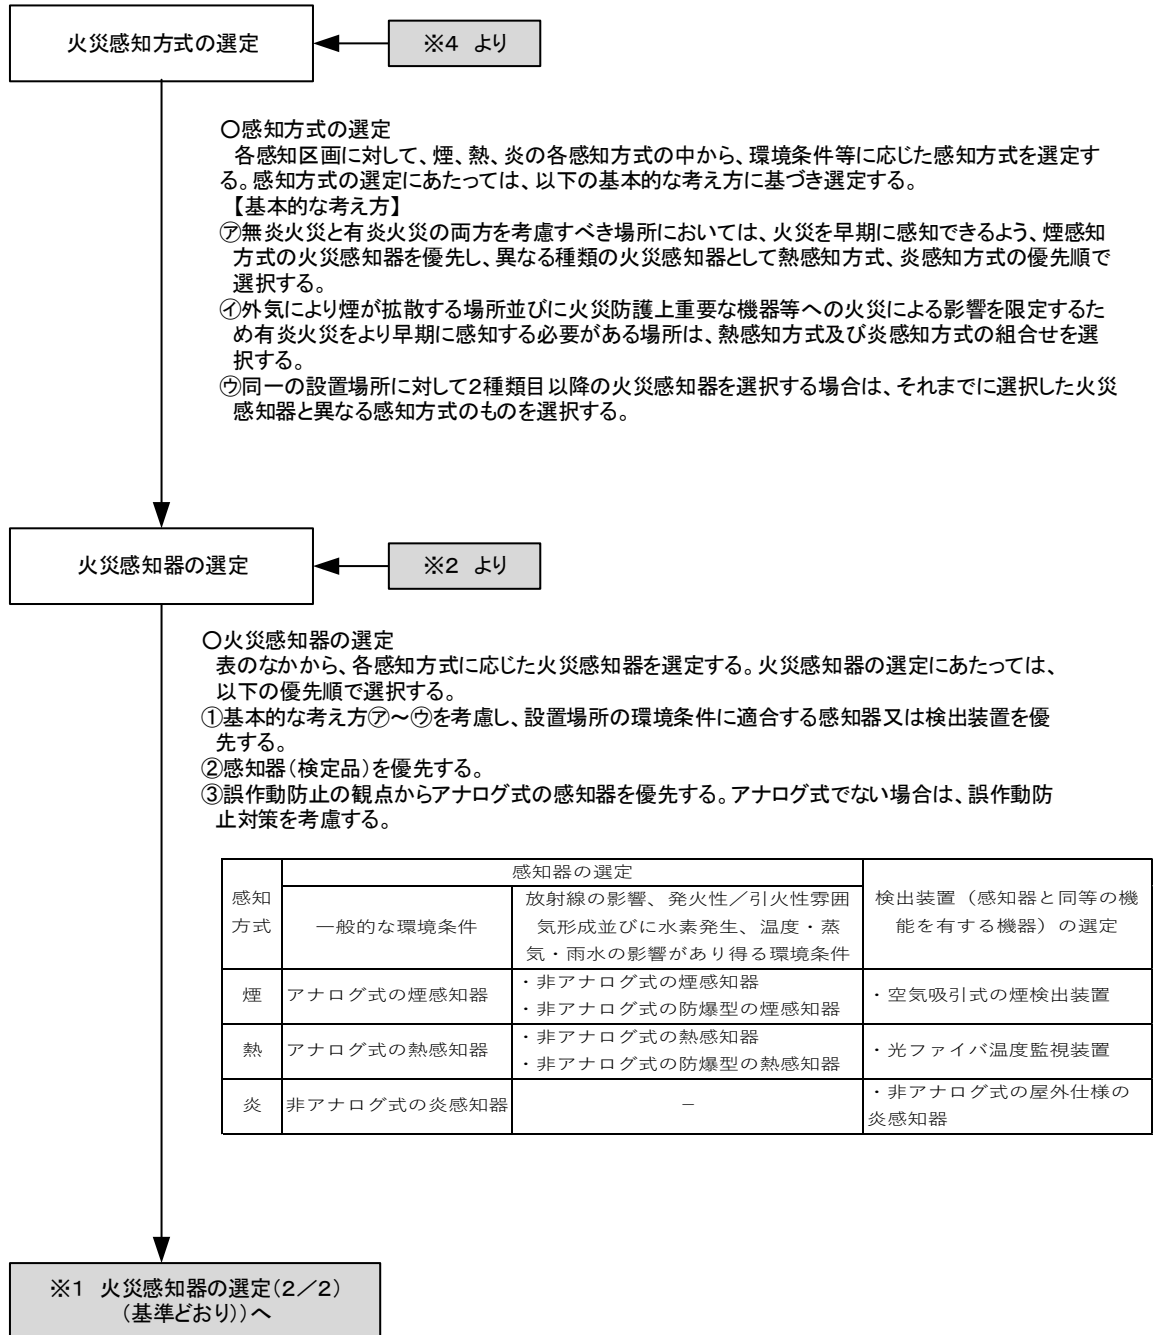 火災感知方式の選定
※4 より
○感知方式の選定
各感知区画に対して、煙、熱、炎の各感知方式の中から、環境条件等に応じた感知方式を選定す
る。感知方式の選定にあたっては、以下の基本的な考え方に基づき選定する。
【基本的な考え方】
㋐無炎火災と有炎火災の両方を考慮すべき場所においては、火災を早期に感知できるよう、煙感知
方式の火災感知器を優先し、異なる種類の火災感知器として熱感知方式、炎感知方式の優先順で
選択する。
㋑外気により煙が拡散する場所並びに火災防護上重要な機器等への火災による影響を限定するた
め有炎火災をより早期に感知する必要がある場所は、熱感知方式及び炎感知方式の組合せを選
択する。
㋒同一の設置場所に対して2種類目以降の火災感知器を選択する場合は、それまでに選択した火災
感知器と異なる感知方式のものを選択する。
火災感知器の選定
※2 より
○火災感知器の選定
表のなかから、各感知方式に応じた火災感知器を選定する。火災感知器の選定にあたっては、
以下の優先順で選択する。
①基本的な考え方㋐～㋒を考慮し、設置場所の環境条件に適合する感知器又は検出装置を優
先する。
②感知器（検定品）を優先する。
③誤作動防止の観点からアナログ式の感知器を優先する。アナログ式でない場合は、誤作動防
止対策を考慮する。
感知
方式
感知器の選定
一般的な環境条件
放射線の影響、発火性／引火性雰囲
気形成並びに水素発生、温度・蒸
気・雨水の影響があり得る環境条件
検出装置（感知器と同等の機
能を有する機器）の選定
煙
アナログ式の煙感知器
・非アナログ式の煙感知器
・非アナログ式の防爆型の煙感知器
・空気吸引式の煙検出装置
熱
アナログ式の熱感知器
・非アナログ式の熱感知器
・非アナログ式の防爆型の熱感知器
・光ファイバ温度監視装置
炎
非アナログ式の炎感知器
－
・非アナログ式の屋外仕様の
炎感知器
※1 火災感知器の選定（2／2）
（基準どおり））へ